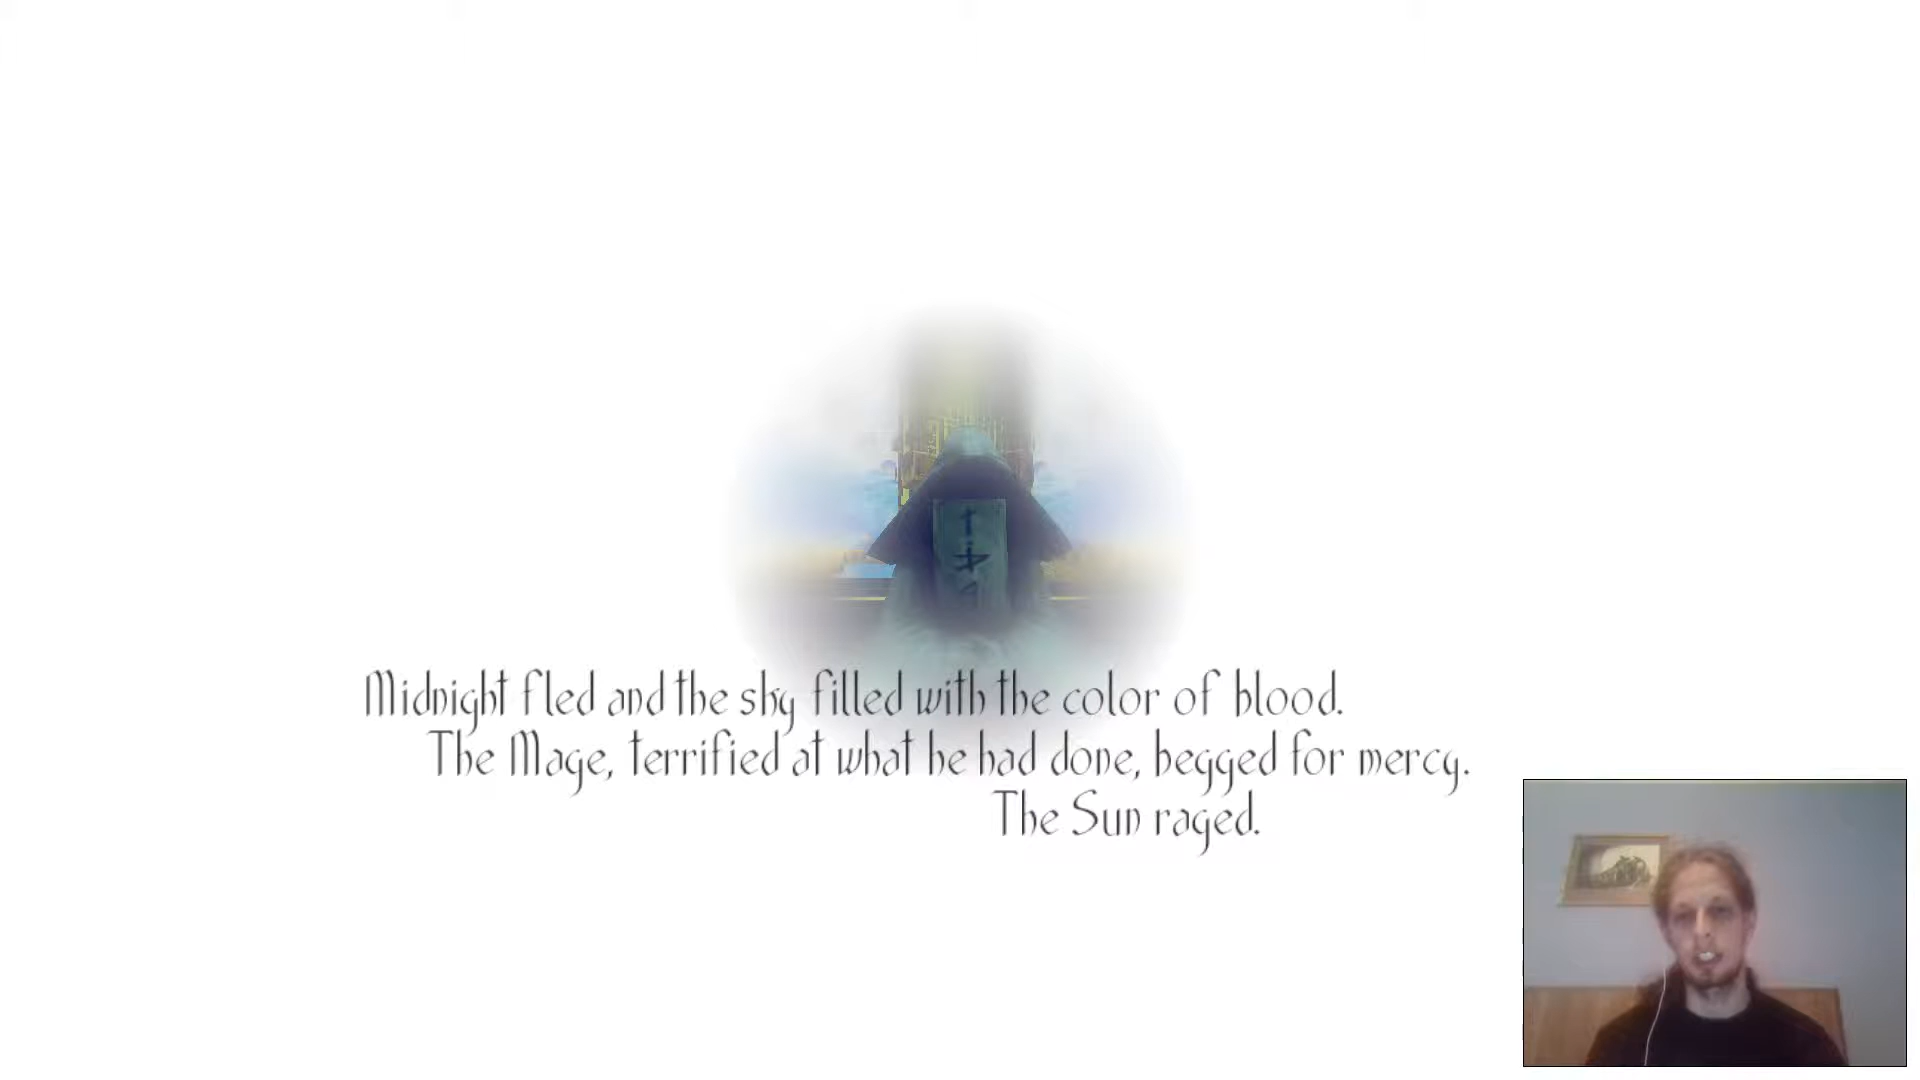 Midnight fled and the sky filled with the color of blood.
The Mage, terrified at what he had done, begged for mercy.
The Sun raged.